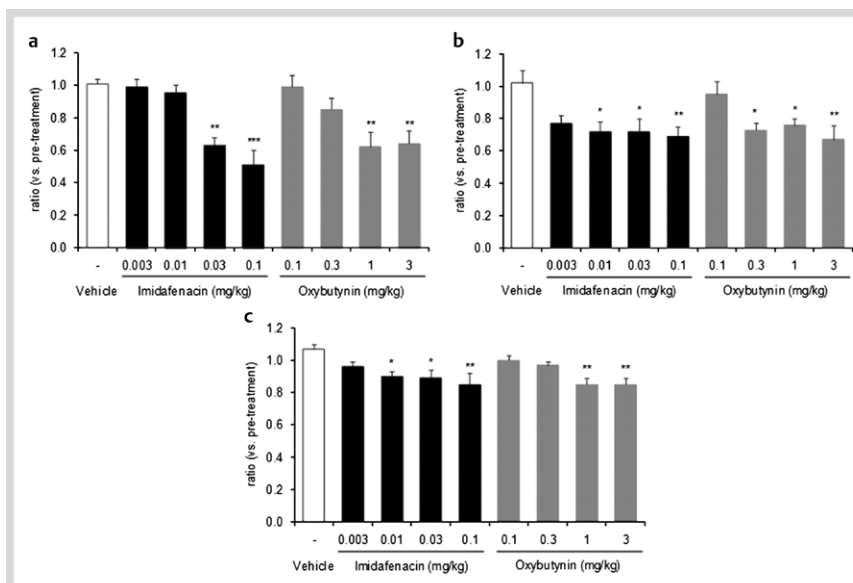 a
1.2
1.0
0.8
0.6
0.4
0.2
0.0
ratio (vs. pre-treatment)
** *** ** **
- 0.003 0.01 0.03 0.1 0.1 0.3 1 3
Vehicle Imidafenacin (mg/kg) Oxybutynin (mg/kg)
b
1.2
1.0
0.8
0.6
0.4
0.2
0.0
ratio (vs. pre-treatment)
* * ** * * **
- 0.003 0.01 0.03 0.1 0.1 0.3 1 3
Vehicle Imidafenacin (mg/kg) Oxybutynin (mg/kg)
c
1.2
1.0
0.8
0.6
0.4
0.2
0.0
ratio (vs. pre-treatment)
* * ** ** **
- 0.003 0.01 0.03 0.1 0.1 0.3 1 3
Vehicle Imidafenacin (mg/kg) Oxybutynin (mg/kg)